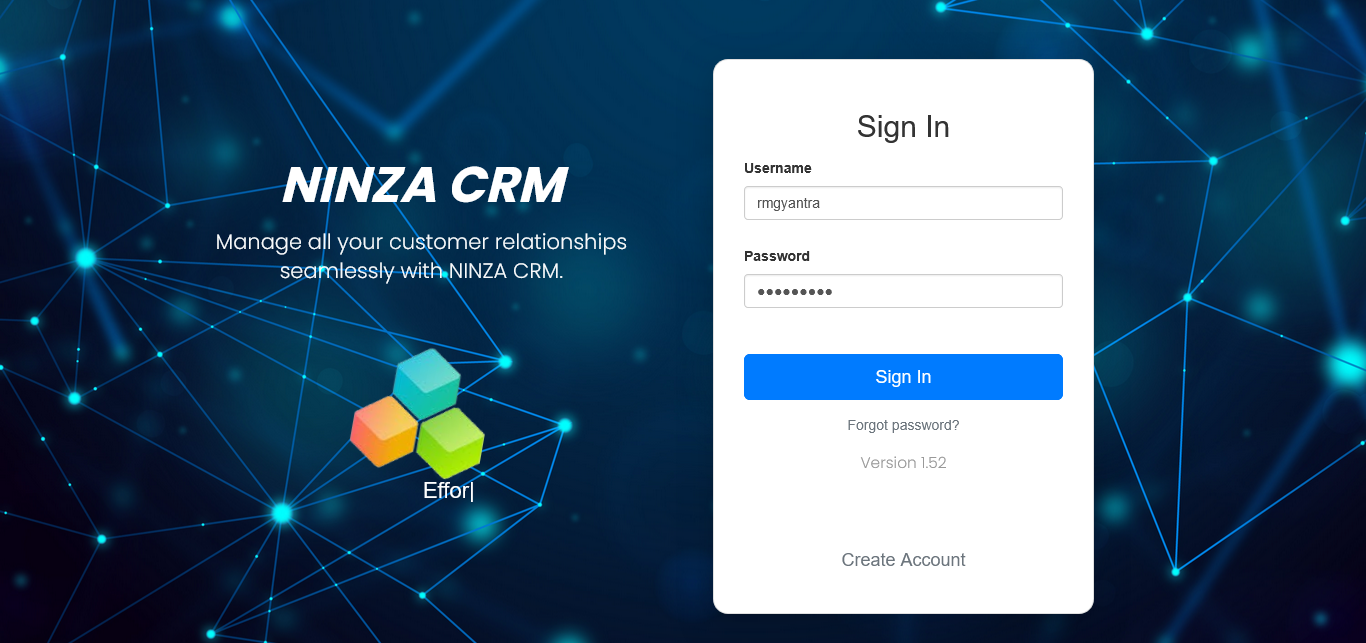 NINZA CRM
Manage all your customer relationships
seamlessly with NINZA CRM.
Effor|
Sign In
Username
rmgyantra
Password
●●●●●●●●●
Sign In
Forgot password?
Version 1.52
Create Account